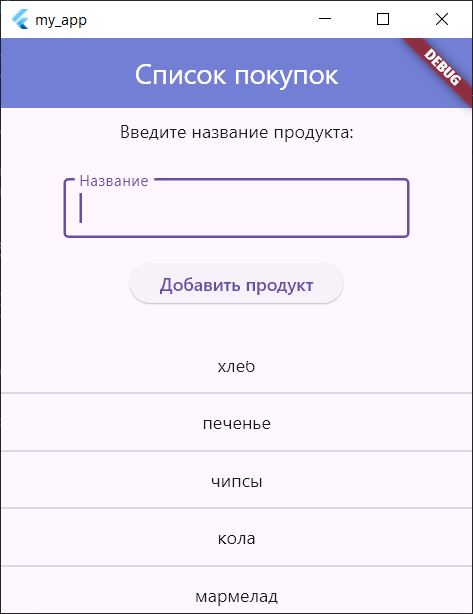 my_app
DEBUG
Список покупок
Введите название продукта:
Название
Добавить продукт
хлеб
печенье
чипсы
кола
мармелад